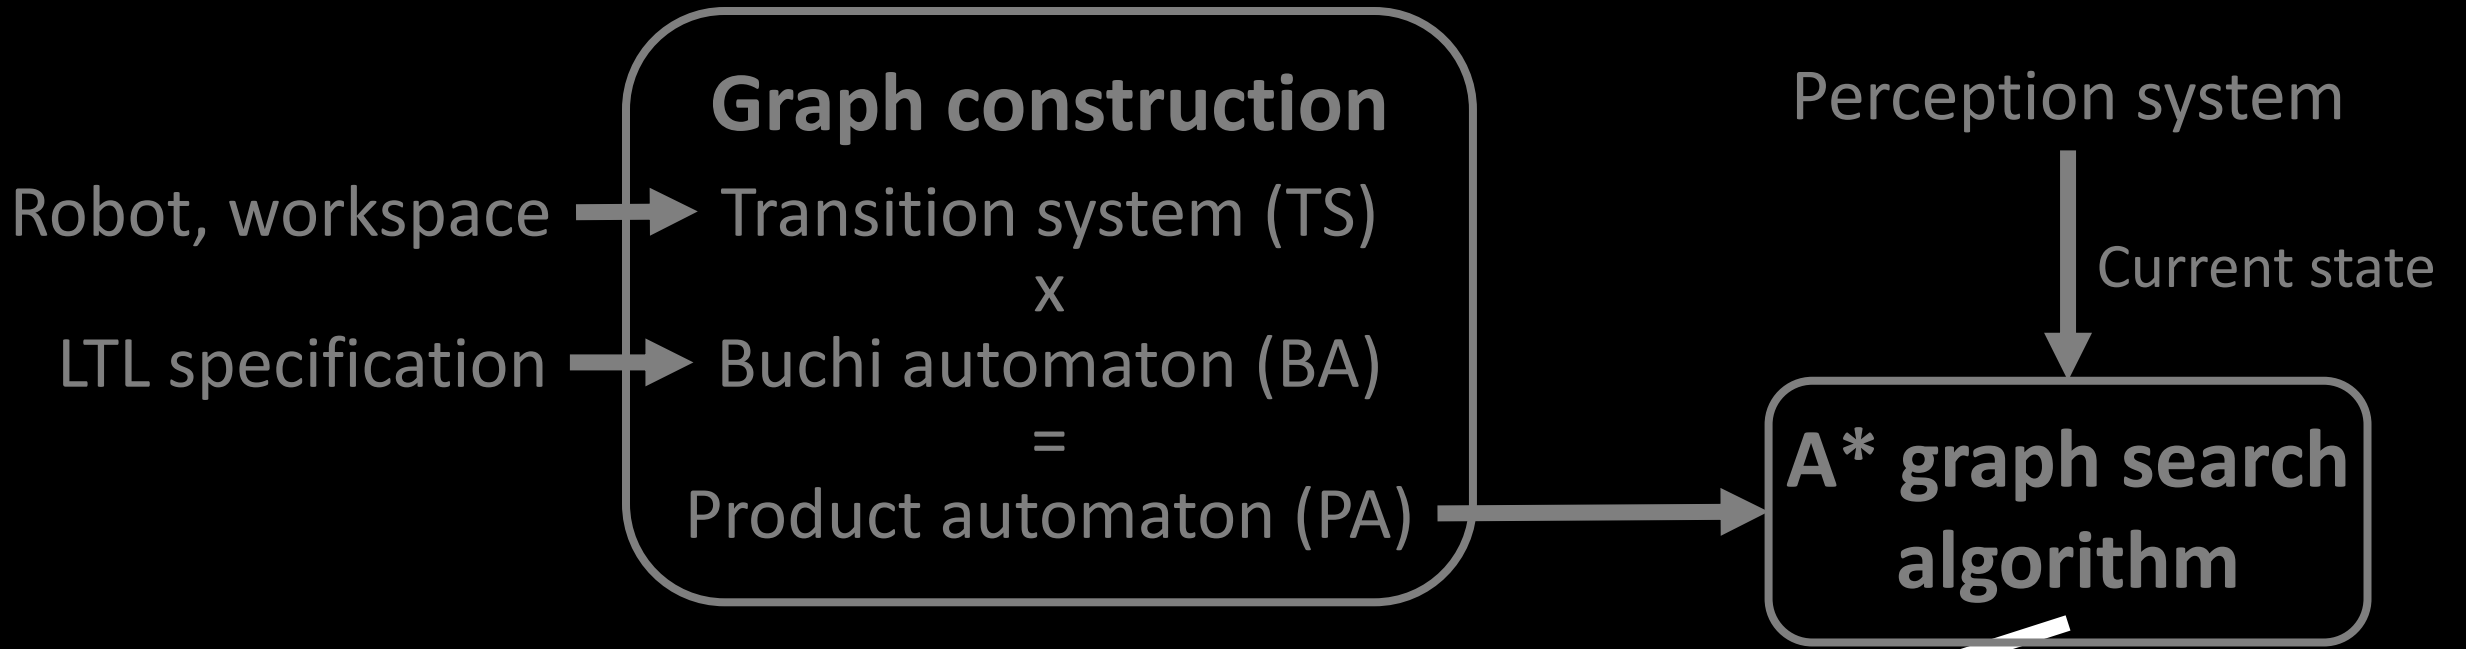 Graph construction
Robot, workspace
Transition system (TS)
x
LTL specification
Buchi automaton (BA)
=
Product automaton (PA)
Perception system
Current state
A* graph search
algorithm